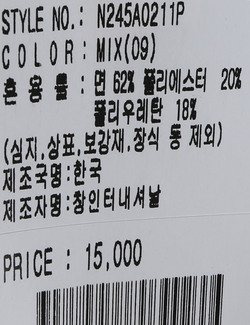 STYLE NO.: N245A0211P
COLOR: MIX(09)
혼 용 률 : 면 62% 폴리에스터 20%
폴리우레탄 18%
(심지,상표,보강재,장식 등 제외)
제조국명:한국
제조자명:창인터내셔날
PRICE : 15,000